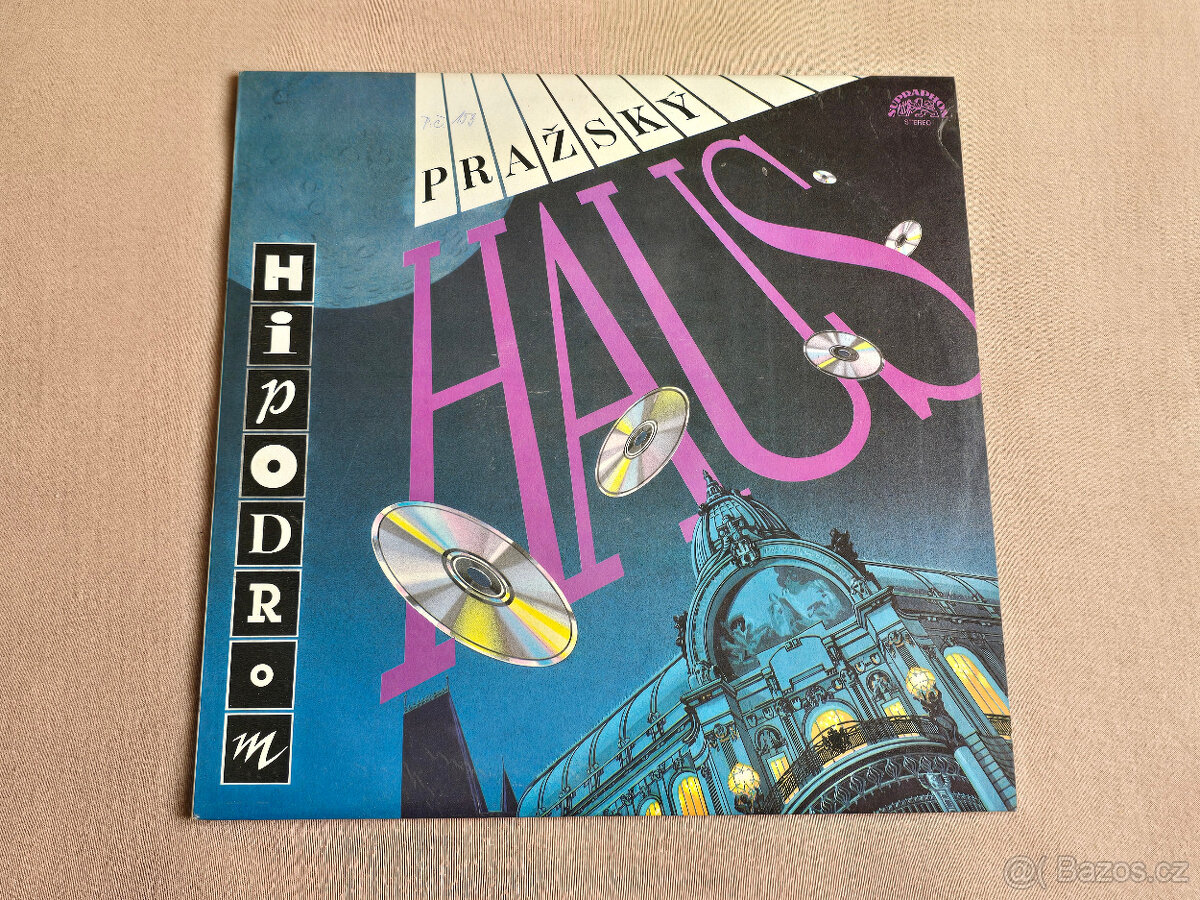 PRAŽSKÝ
HAUS
HiPODRom
SUPRAPHON
STEREO
@( Bazos.cz